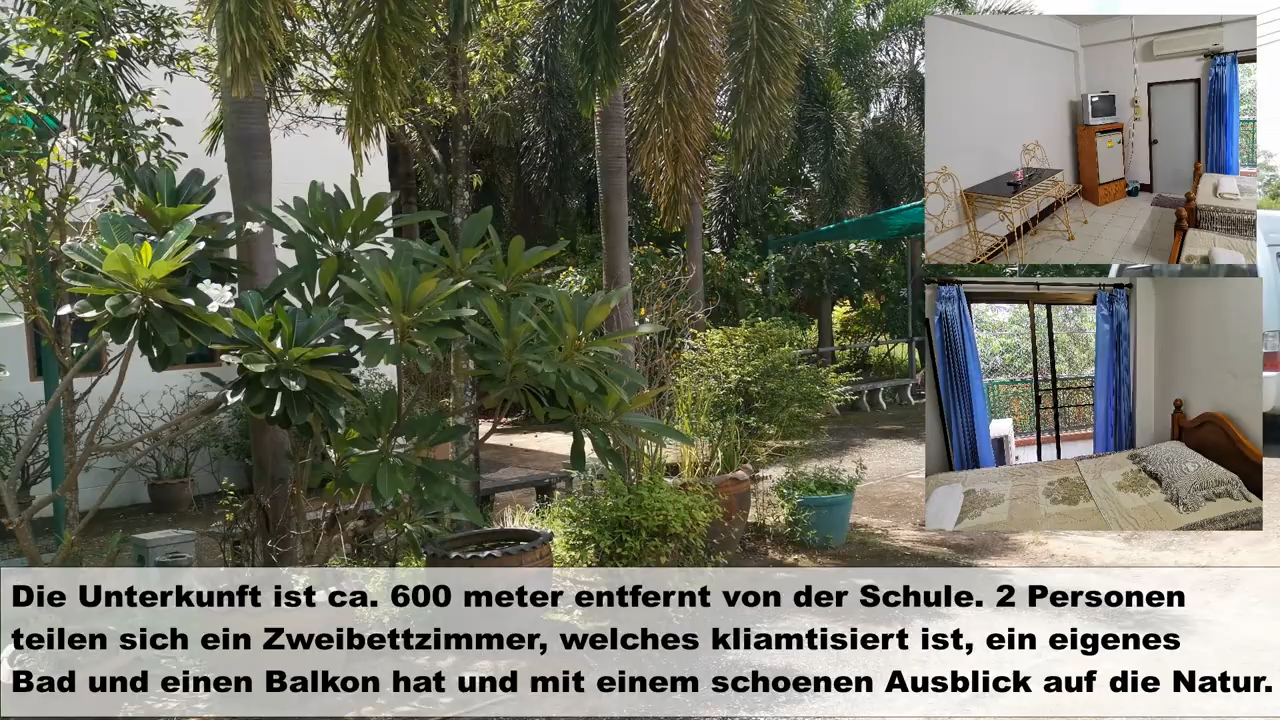 Die Unterkunft ist ca. 600 meter entfernt von der Schule. 2 Personen
teilen sich ein Zweibettzimmer, welches kliamtisiert ist, ein eigenes
Bad und einen Balkon hat und mit einem schoenen Ausblick auf die Natur.